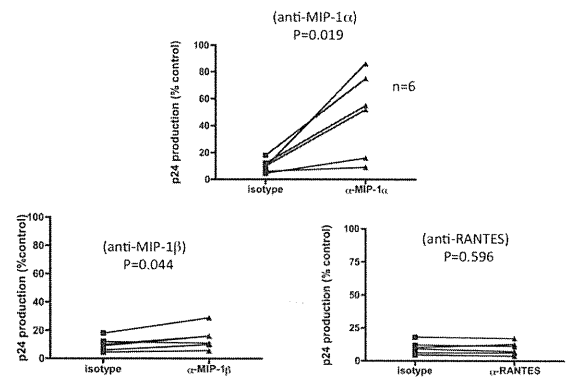 (anti-MIP-1α)
P=0.019
p24 production (% control)
100
80
60
40
20
0
n=6
isotype
α-MIP-1α
(anti-MIP-1β)
P=0.044
p24 production (%control)
100
80
60
40
20
0
isotype
α-MIP-1β
(anti-RANTES)
P=0.596
p24 production (% control)
100
75
50
25
0
isotype
α-RANTES